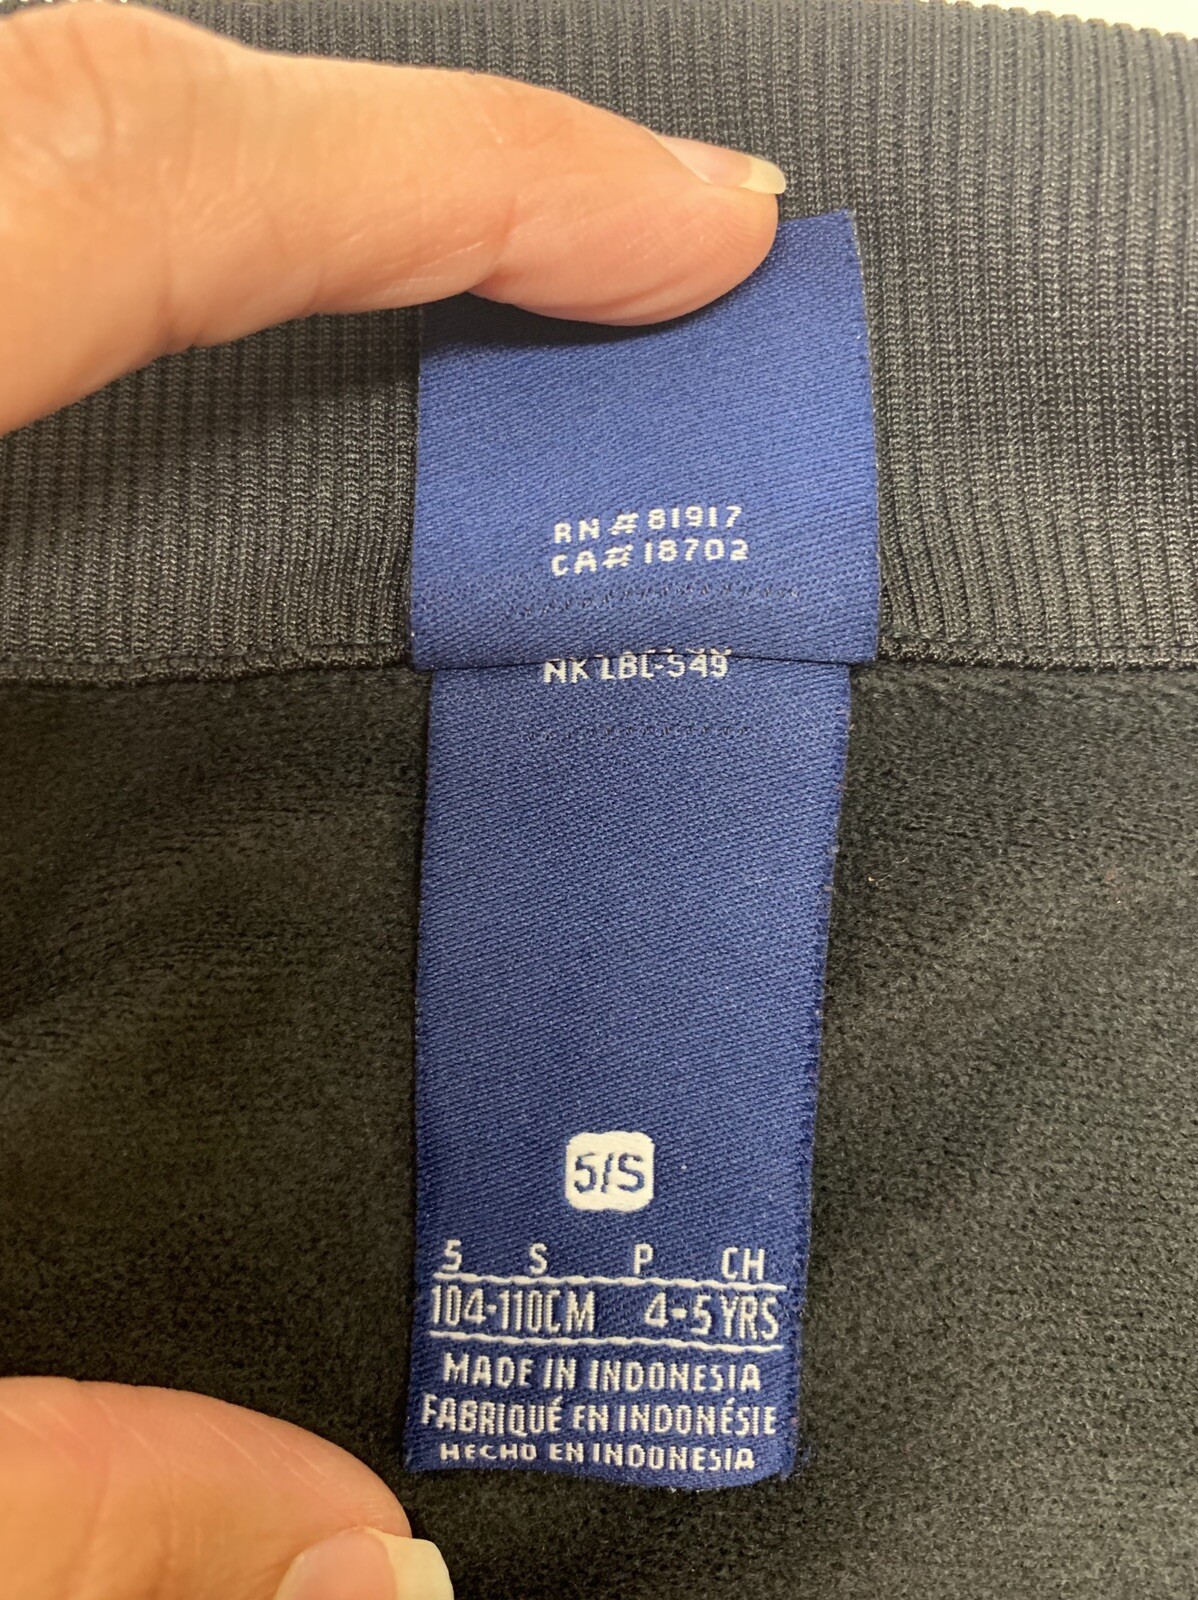 RN#81917
CA#18702
NK LBL-S49
5/S
5 S P CH
104-110CM 4-5YRS
MADE IN INDONESIA
FABRIQUÉ EN INDONÉSIE
HECHO EN INDONESIA